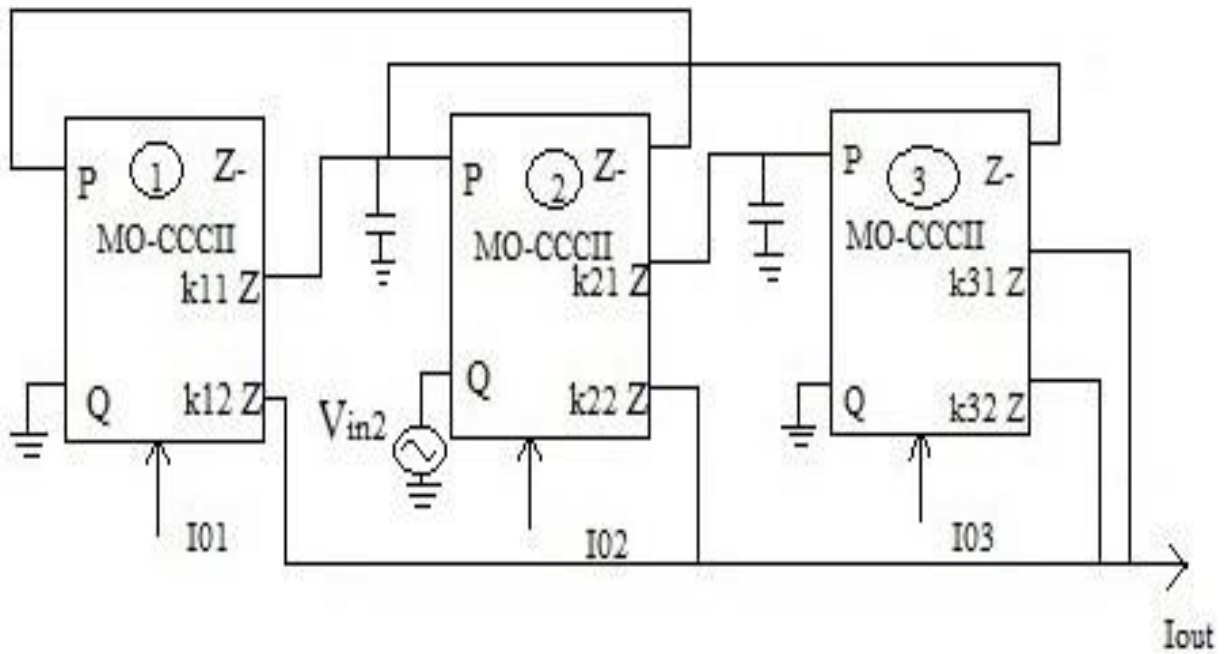 P
1
Z-
MO-CCCII
k11 Z
Q
k12 Z
I01
P
2
Z-
MO-CCCII
k21 Z
Q
k22 Z
Vin2
I02
P
3
Z-
MO-CCCII
k31 Z
Q
k32 Z
I03
Iout